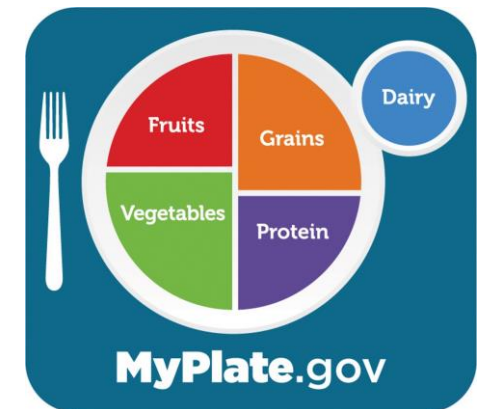 Dairy
Fruits
Grains
Vegetables
Protein
MyPlate.gov